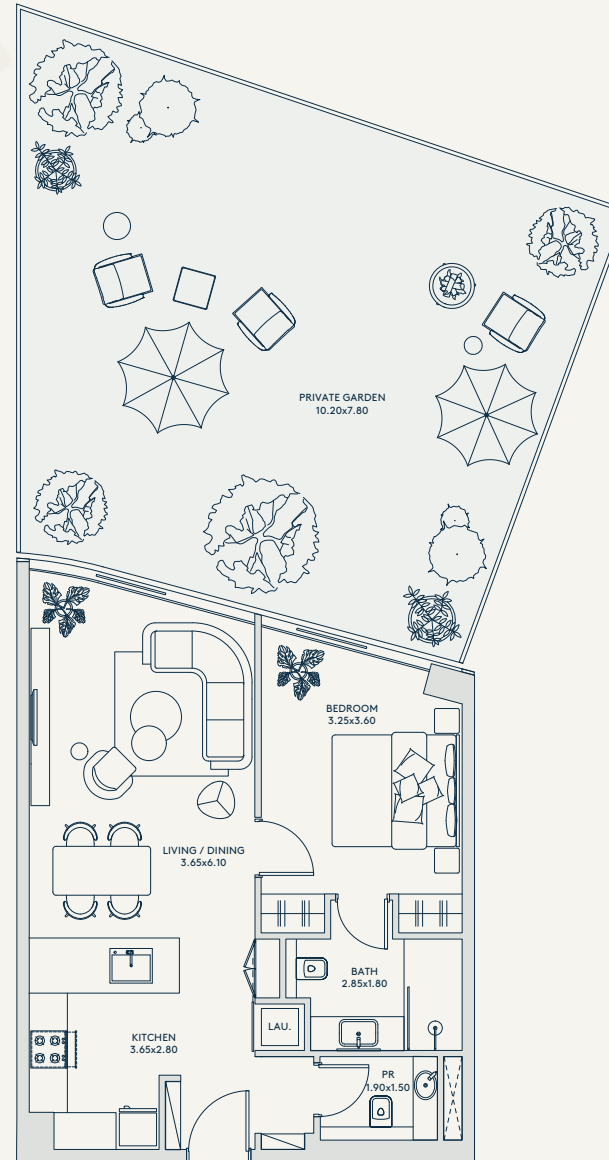 PRIVATE GARDEN
10.20x7.80
BEDROOM
3.25x3.60
LIVING / DINING
3.65x6.10
BATH
2.85x1.80
LAU.
KITCHEN
3.65x2.80
PR
1.90x1.50